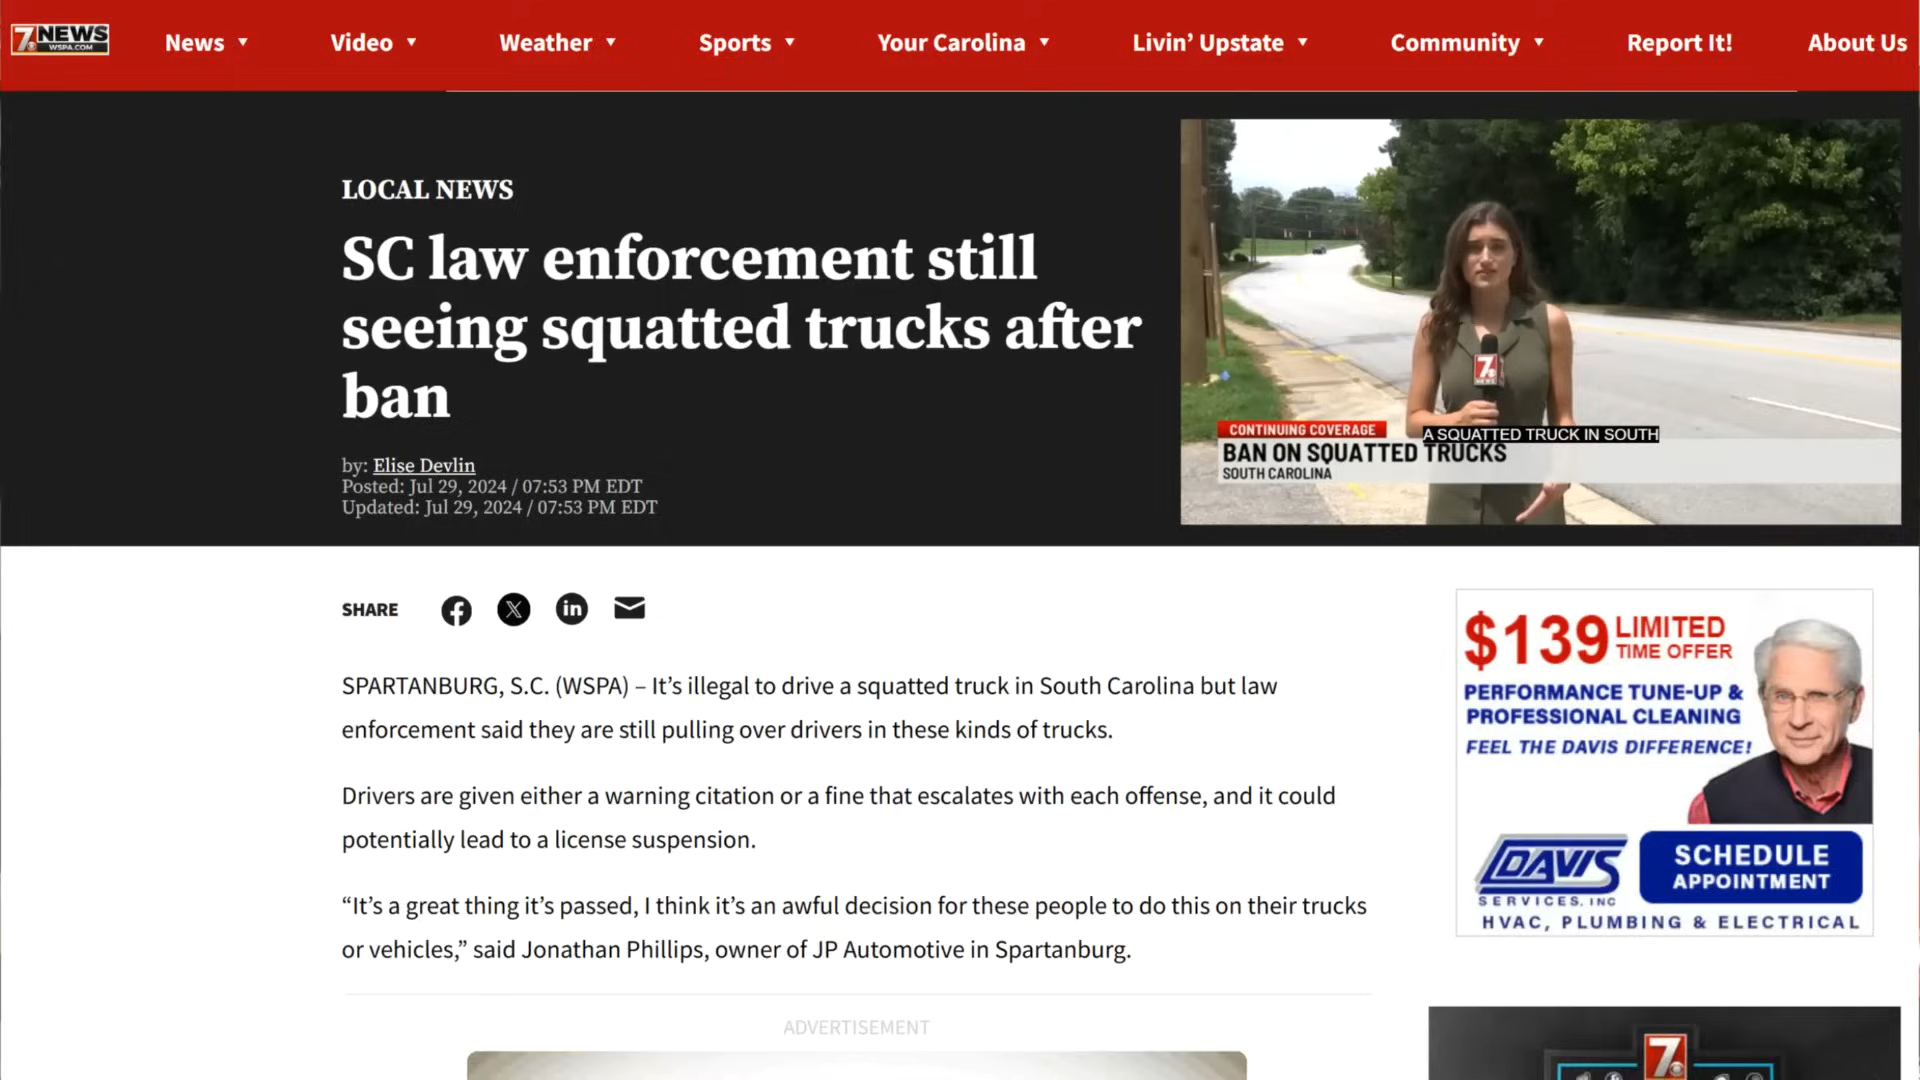 7 NEWS
WSPA.COM
News
Video
Weather
Sports
Your Carolina
Livin’ Upstate
Community
Report It!
About Us
LOCAL NEWS
SC law enforcement still
seeing squatted trucks after
ban
by: Elise Devlin
Posted: Jul 29, 2024 / 07:53 PM EDT
Updated: Jul 29, 2024 / 07:53 PM EDT
7
NEWS
CONTINUING COVERAGE
A SQUATTED TRUCK IN SOUTH
BAN ON SQUATTED TRUCKS
SOUTH CAROLINA
SHARE
SPARTANBURG, S.C. (WSPA) – It’s illegal to drive a squatted truck in South Carolina but law
enforcement said they are still pulling over drivers in these kinds of trucks.
Drivers are given either a warning citation or a fine that escalates with each offense, and it could
potentially lead to a license suspension.
“It’s a great thing it’s passed, I think it’s an awful decision for these people to do this on their trucks
or vehicles,” said Jonathan Phillips, owner of JP Automotive in Spartanburg.
ADVERTISEMENT
$139 LIMITED
TIME OFFER
PERFORMANCE TUNE-UP &
PROFESSIONAL CLEANING
FEEL THE DAVIS DIFFERENCE!
DAVIS
SERVICES, INC
SCHEDULE
APPOINTMENT
HVAC, PLUMBING & ELECTRICAL
7